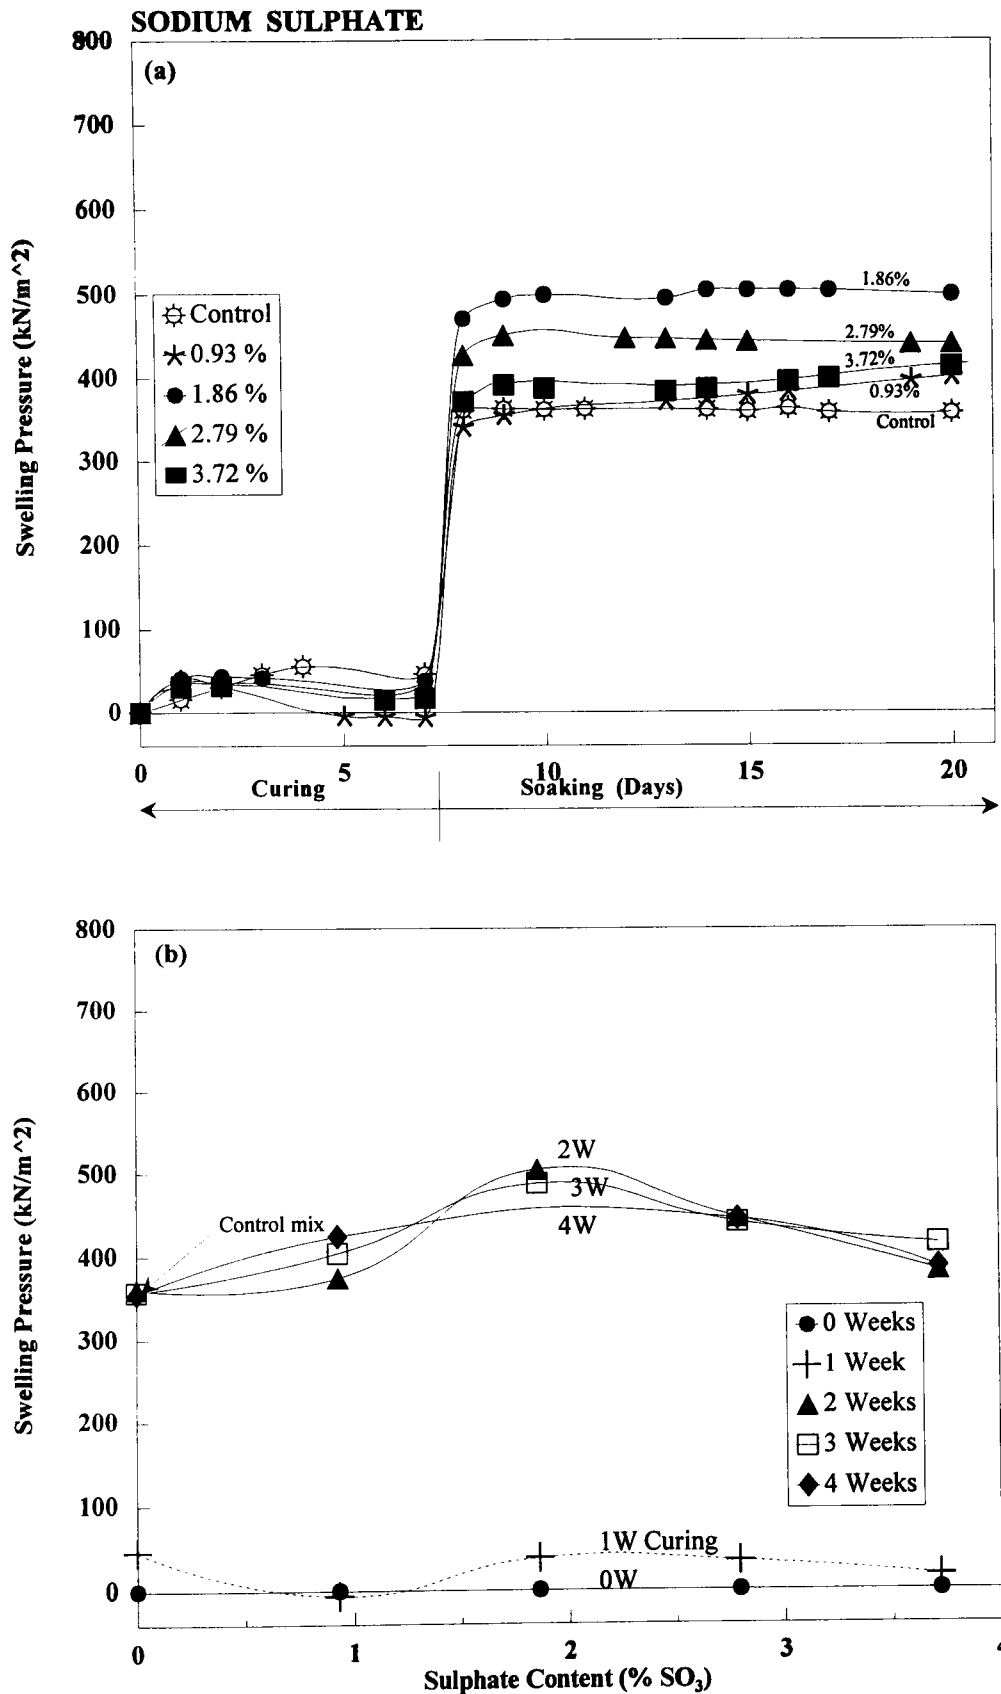 SODIUM SULPHATE
(a)
800
700
600
500
400
300
200
100
0
Swelling Pressure (kN/m^2)
Control
0.93 %
1.86 %
2.79 %
3.72 %
1.86%
2.79%
3.72%
0.93%
Control
0 5 10 15 20
Curing Soaking (Days)
(b)
800
700
600
500
400
300
200
100
0
Swelling Pressure (kN/m^2)
Control mix
2W
3W
4W
0 Weeks
1 Week
2 Weeks
3 Weeks
4 Weeks
1W Curing
0W
0 1 2 3 4
Sulphate Content (% SO₃)